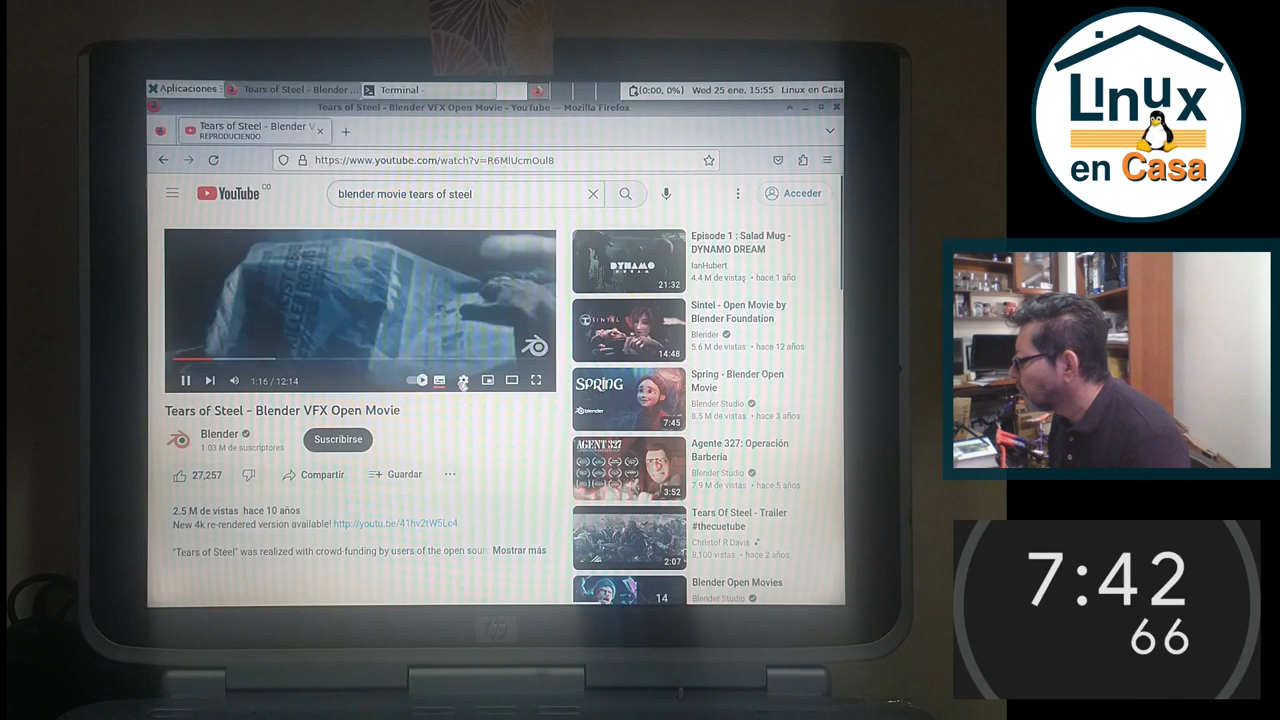 Aplicaciones
Tears of Steel - Blender ...
Terminal -
(0:00, 0%)
Wed 25 ene, 15:55
Linux en Casa
Tears of Steel - Blender VFX Open Movie - YouTube — Mozilla Firefox
Tears of Steel - Blender V
REPRODUCIENDO
https://www.youtube.com/watch?v=R6MlUcmOul8
YouTube CO
blender movie tears of steel
Acceder
1:16 / 12:14
Tears of Steel - Blender VFX Open Movie
Blender
1.03 M de suscriptores
Suscribirse
27,257
Compartir
Guardar
2.5 M de vistas hace 10 años
New 4k re-rendered version available! http://youtu.be/41hv2tW5Lc4
"Tears of Steel" was realized with crowd-funding by users of the open sour Mostrar más
DYNAMO
DREAM
21:32
Episode 1 : Salad Mug -
DYNAMO DREAM
IanHubert
4.4 M de vistas • hace 1 año
SINTEL
14:48
Sintel - Open Movie by
Blender Foundation
Blender
5.6 M de vistas • hace 12 años
SPRING
blender
7:45
Spring - Blender Open
Movie
Blender Studio
8.5 M de vistas • hace 3 años
AGENT 327
3:52
Agente 327: Operación
Barbería
Blender Studio
7.9 M de vistas • hace 5 años
2:07
Tears Of Steel - Trailer
#thecuetube
Christof R Davis
8,100 vistas • hace 2 años
14
Blender Open Movies
Blender Studio
hp
Linux
en Casa
7:42
66